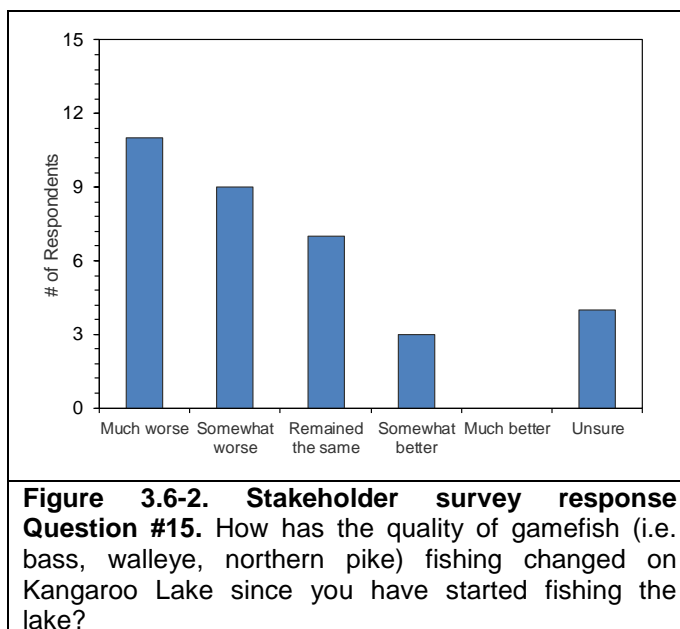 15
12
9
6
3
0
# of Respondents
Much worse Somewhat worse Remained the same Somewhat better Much better Unsure
Figure 3.6-2. Stakeholder survey response
Question #15. How has the quality of gamefish (i.e.
bass, walleye, northern pike) fishing changed on
Kangaroo Lake since you have started fishing the
lake?